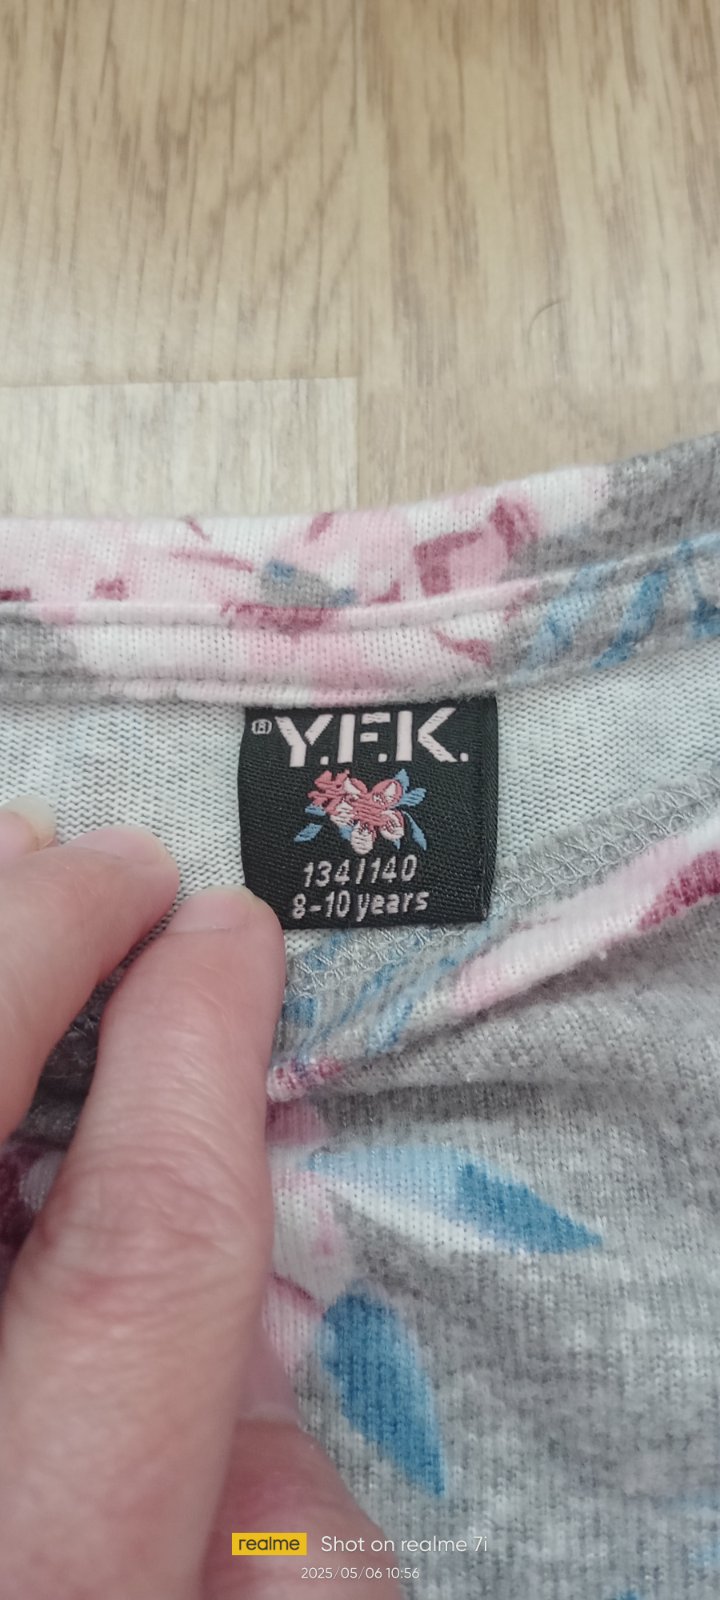 ® Y.F.K.
134/140
8-10 years
realme Shot on realme 7i
2025/05/06 10:56